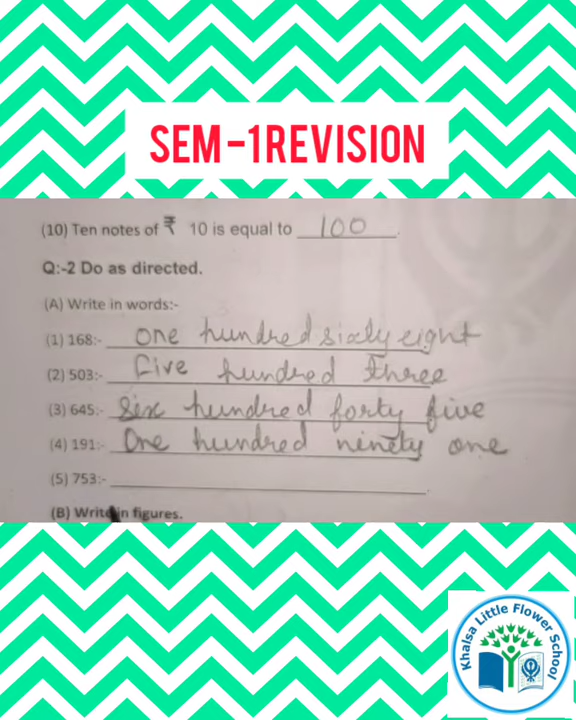 SEM-1 REVISION
(10) Ten notes of ₹ 10 is equal to 100.
Q:-2 Do as directed.
(A) Write in words:-
(1) 168:- one hundred sixty eight
(2) 503:- Five hundred three
(3) 645:- Six hundred forty five
(4) 191:- One hundred ninety one
(5) 753:-
(B) Write in figures.
Khalsa Little Flower School